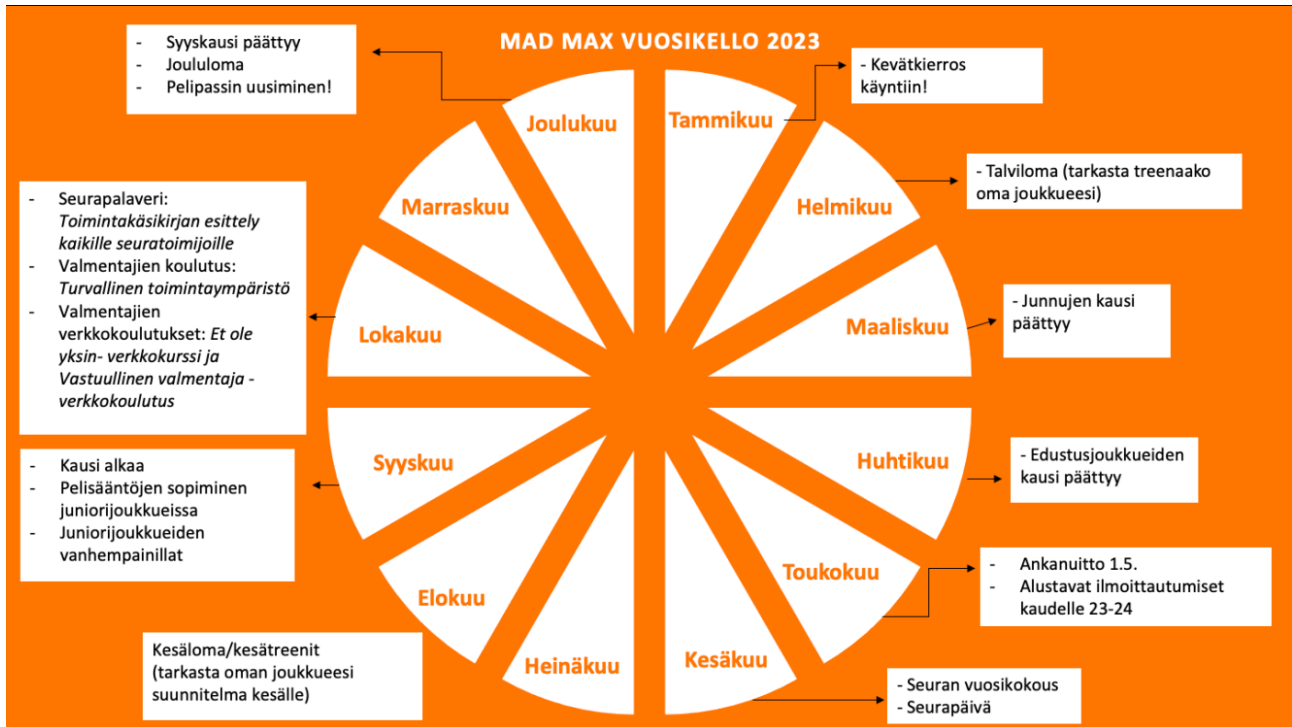 MAD MAX VUOSIKELLO 2023
- Syyskausi päättyy
- Joululoma
- Pelipassin uusiminen!
- Kevätkierros
käyntiin!
Joulukuu
Tammikuu
- Talviloma (tarkasta treenaako
oma joukkueesi)
Marraskuu
Helmikuu
- Seurapalaveri:
Toimintakäsikirjan esittely
kaikille seuratoimijoille
- Valmentajien koulutus:
Turvallinen toimintaympäristö
- Valmentajien
verkkokoulutukset: Et ole
yksin- verkkokurssi ja
Vastuullinen valmentaja -
verkkokoulutus
Lokakuu
Maaliskuu
- Junnujen kausi
päättyy
- Kausi alkaa
- Pelisääntöjen sopiminen
juniorijoukkueissa
- Juniorijoukkueiden
vanhempainillat
Syyskuu
Huhtikuu
- Edustusjoukkueiden
kausi päättyy
Elokuu
Toukokuu
- Ankanuitto 1.5.
- Alustavat ilmoittautumiset
kaudelle 23-24
Kesäloma/kesätreenit
(tarkasta oman joukkueesi
suunnitelma kesälle)
Heinäkuu
Kesäkuu
- Seuran vuosikokous
- Seurapäivä